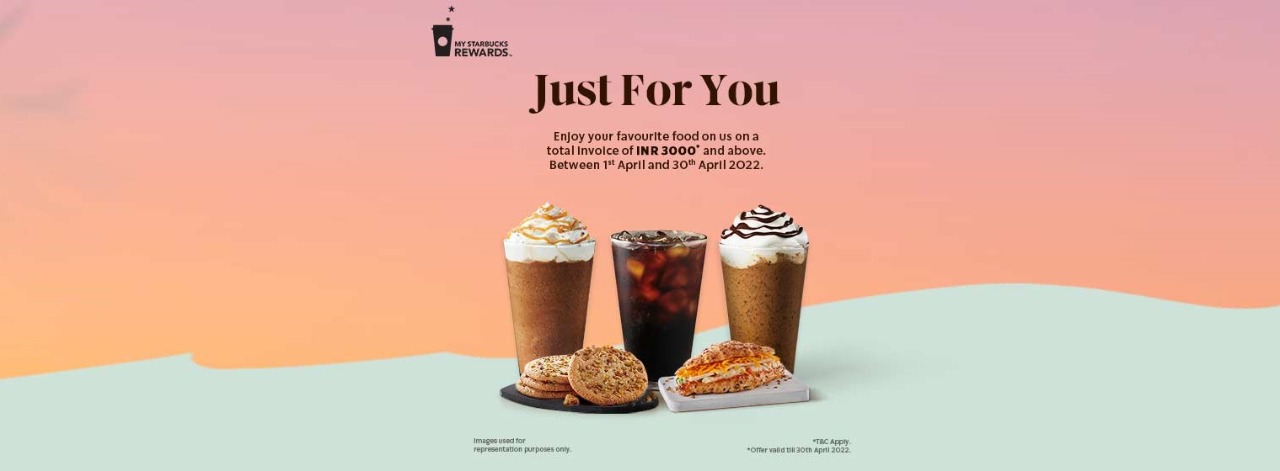 MY STARBUCKS
REWARDS™
Just For You
Enjoy your favourite food on us on a
total invoice of INR 3000* and above.
Between 1st April and 30th April 2022.
Images used for
representation purposes only.
*T&C Apply.
*Offer valid till 30th April 2022.